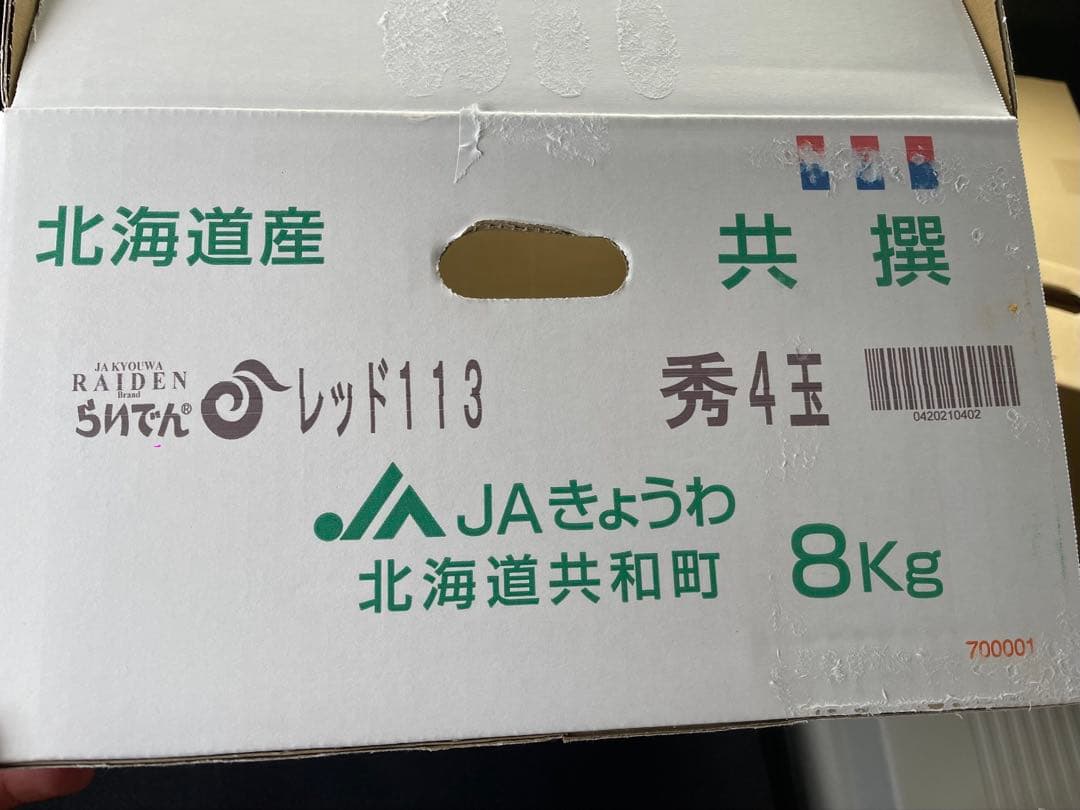 北海道産
共撰
JA KYOUWA
RAIDEN
Brand
らいでん®
レッド113
秀4玉
0420210402
JAきょうわ
北海道共和町
8Kg
700001